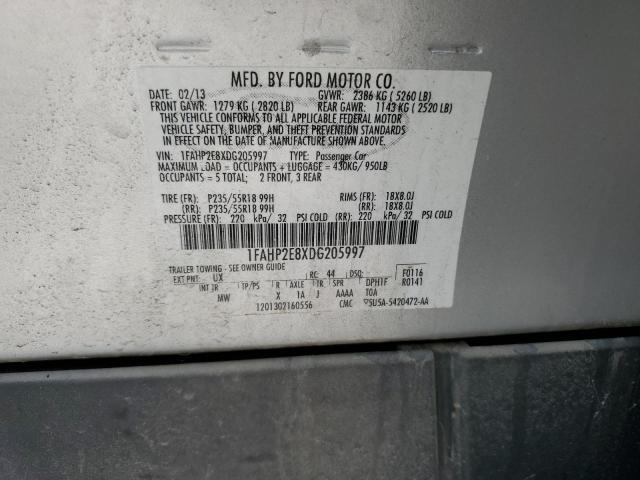 MFD. BY FORD MOTOR CO.
DATE: 02/13 GVWR: 2386 KG ( 5260 LB)
FRONT GAWR: 1279 KG ( 2820 LB) REAR GAWR: 1143 KG ( 2520 LB)
THIS VEHICLE CONFORMS TO ALL APPLICABLE FEDERAL MOTOR
VEHICLE SAFETY, BUMPER, AND THEFT PREVENTION STANDARDS
IN EFFECT ON THE DATE OF MANUFACTURE SHOWN ABOVE.
VIN: 1FAHP2E8XDG205997 TYPE: Passenger Car
MAXIMUM LOAD = OCCUPANTS + LUGGAGE = 430KG/ 950LB
OCCUPANTS = 5 TOTAL; 2 FRONT, 3 REAR
TIRE (FR): P235/55R18 99H RIMS (FR): 18X8.0J
(RR): P235/55R18 99H (RR): 18X8.0J
PRESSURE (FR): 220 kPa/ 32 PSI COLD (RR): 220 kPa/ 32 PSI COLD
1FAHP2E8XDG205997
TRAILER TOWING - SEE OWNER GUIDE
EXT PNT: UX RC: 44 DSO: F0116
INT TR TP/PS R AXLE TR SPR DPH1F R0141
MW X 1A J AAAA TOA
1201302160556 CMC 5U5A-5420472-AA